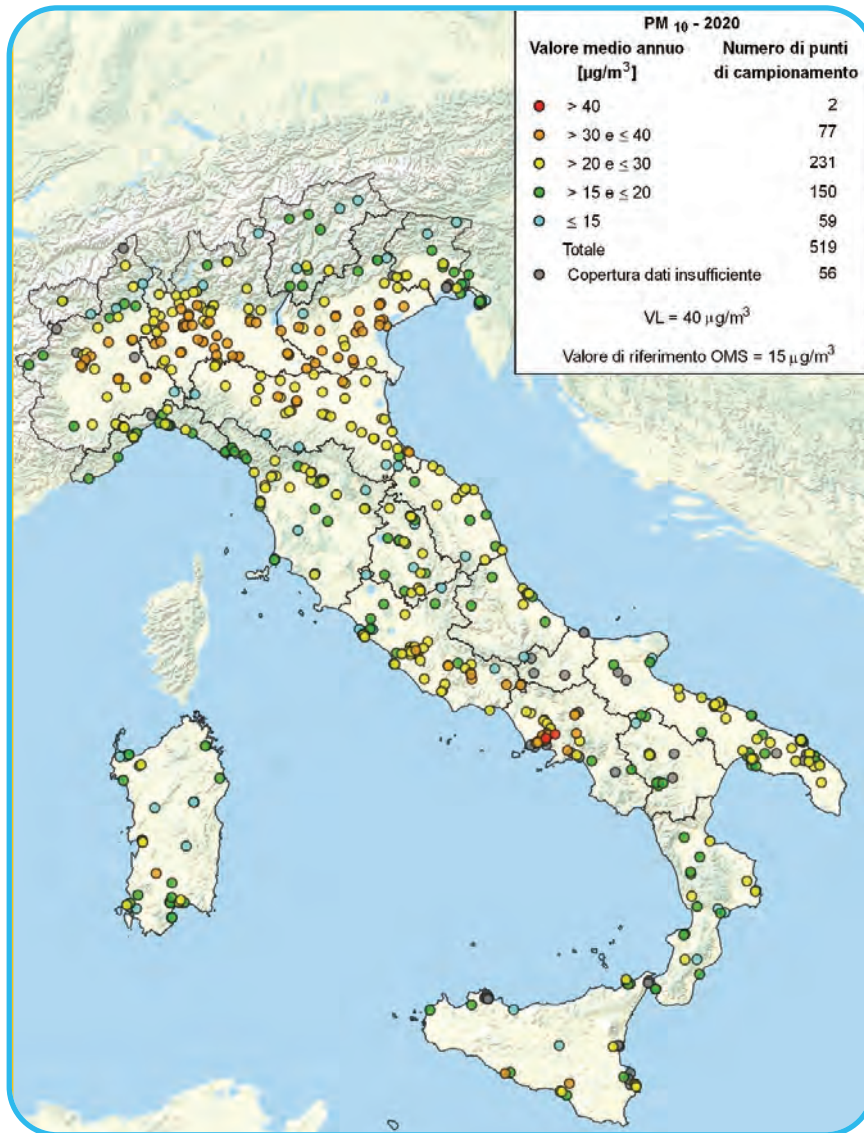 PM 10 - 2020
Valore medio annuo Numero di punti
[µg/m³] di campionamento
> 40 2
> 30 e ≤ 40 77
> 20 e ≤ 30 231
> 15 e ≤ 20 150
≤ 15 59
Totale 519
Copertura dati insufficiente 56
VL = 40 µg/m³
Valore di riferimento OMS = 15 µg/m³